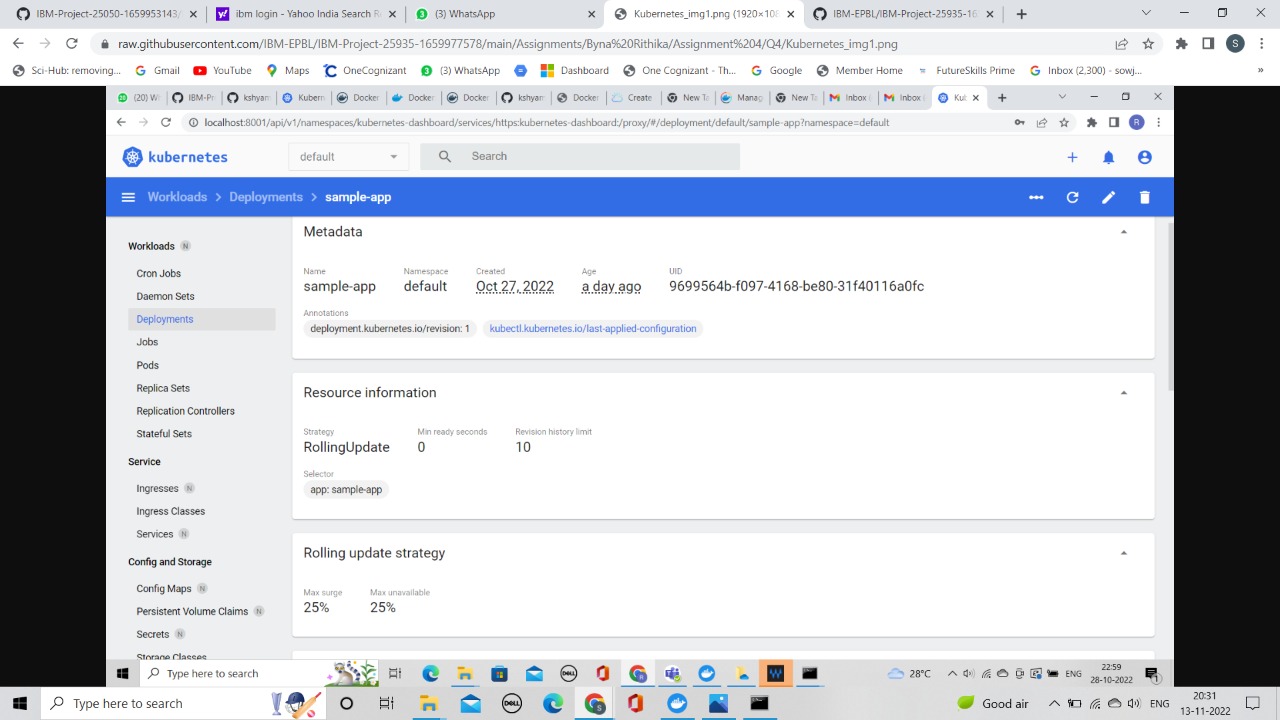 IBM-Project-25050-1659953143/
ibm login - Yahoo India Search Re
(3) WhatsApp
Kubernetes_img1.png (1920×108
IBM-EPBL/IBM-Project-25935-16
raw.githubusercontent.com/IBM-EPBL/IBM-Project-25935-1659977578/main/Assignments/Byna%20Rithika/Assignment%204/Q4/Kubernetes_img1.png
S
Sci-Hub: removing...
Gmail
YouTube
Maps
OneCognizant
(3) WhatsApp
Dashboard
One Cognizant - Th...
Google
Member Home
FutureSkills Prime
Inbox (2,300) - sowj...
»
(20) W
IBM-Pr
kshyam
Kubern
Docker
Docker
Docker
kshyam
Docker
Create
New Ta
Manag
New Ta
Inbox (
Inbox (
Kub
localhost:8001/api/v1/namespaces/kubernetes-dashboard/services/https:kubernetes-dashboard:/proxy/#/deployment/default/sample-app?namespace=default
R
kubernetes
default
Search
Workloads > Deployments > sample-app
Workloads N
Cron Jobs
Daemon Sets
Deployments
Jobs
Pods
Replica Sets
Replication Controllers
Stateful Sets
Service
Ingresses N
Ingress Classes
Services N
Config and Storage
Config Maps N
Persistent Volume Claims N
Secrets N
Storage Classes
Metadata
Name
sample-app
Namespace
default
Created
Oct 27, 2022
Age
a day ago
UID
9699564b-f097-4168-be80-31f40116a0fc
Annotations
deployment.kubernetes.io/revision: 1
kubectl.kubernetes.io/last-applied-configuration
Resource information
Strategy
RollingUpdate
Min ready seconds
0
Revision history limit
10
Selector
app: sample-app
Rolling update strategy
Max surge
25%
Max unavailable
25%
Type here to search
DELL
28°C
ENG
22:59
28-10-2022
1
Type here to search
DELL
Good air
ENG
20:31
13-11-2022